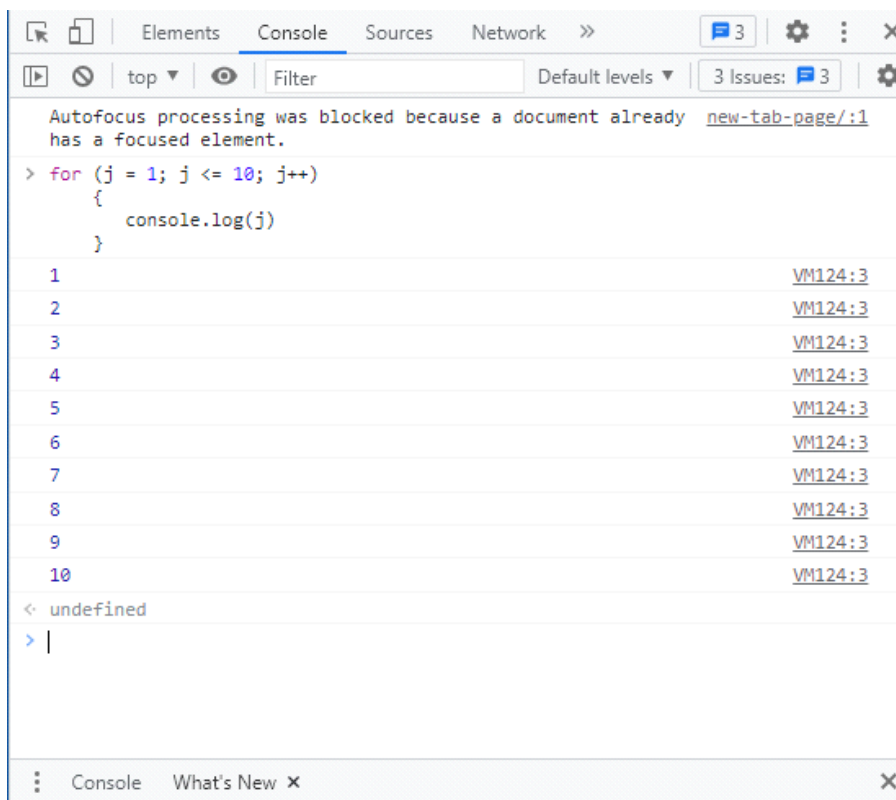 Elements Console Sources Network » 3
top ▼ Filter Default levels ▼ 3 Issues: 3
Autofocus processing was blocked because a document already new-tab-page/:1
has a focused element.
> for (j = 1; j <= 10; j++)
{
console.log(j)
}
1 VM124:3
2 VM124:3
3 VM124:3
4 VM124:3
5 VM124:3
6 VM124:3
7 VM124:3
8 VM124:3
9 VM124:3
10 VM124:3
undefined
>
Console What's New ×